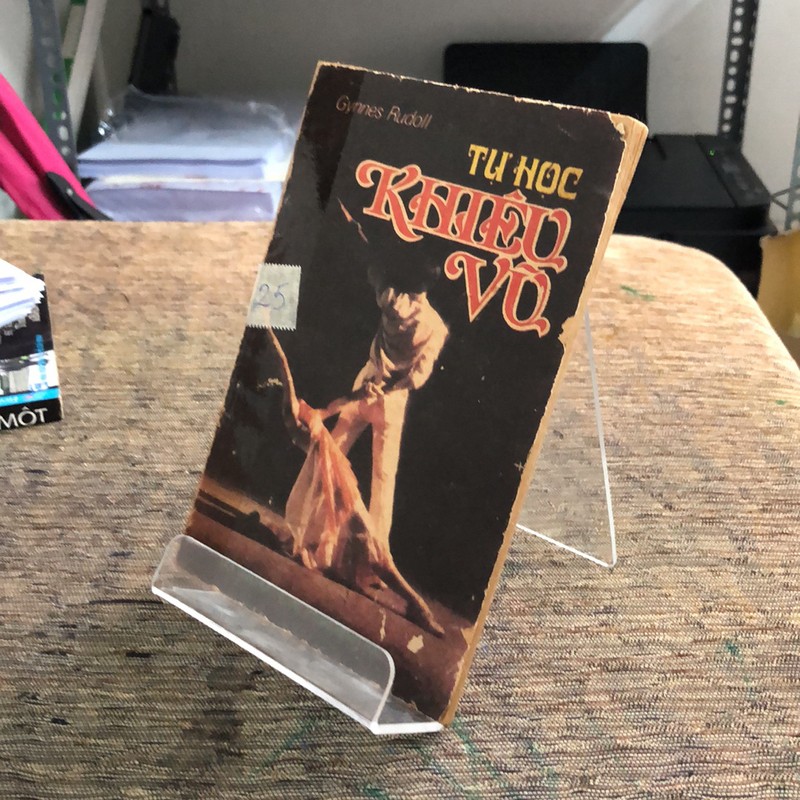 Gynnes Rudoll
TỰ HỌC
KHIÊU
VŨ
25
MỘT